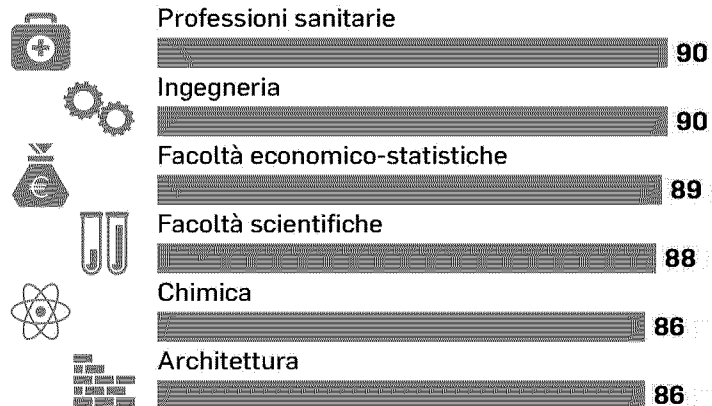 Professioni sanitarie
90
Ingegneria
90
Facoltà economico-statistiche
€
89
Facoltà scientifiche
88
Chimica
86
Architettura
86